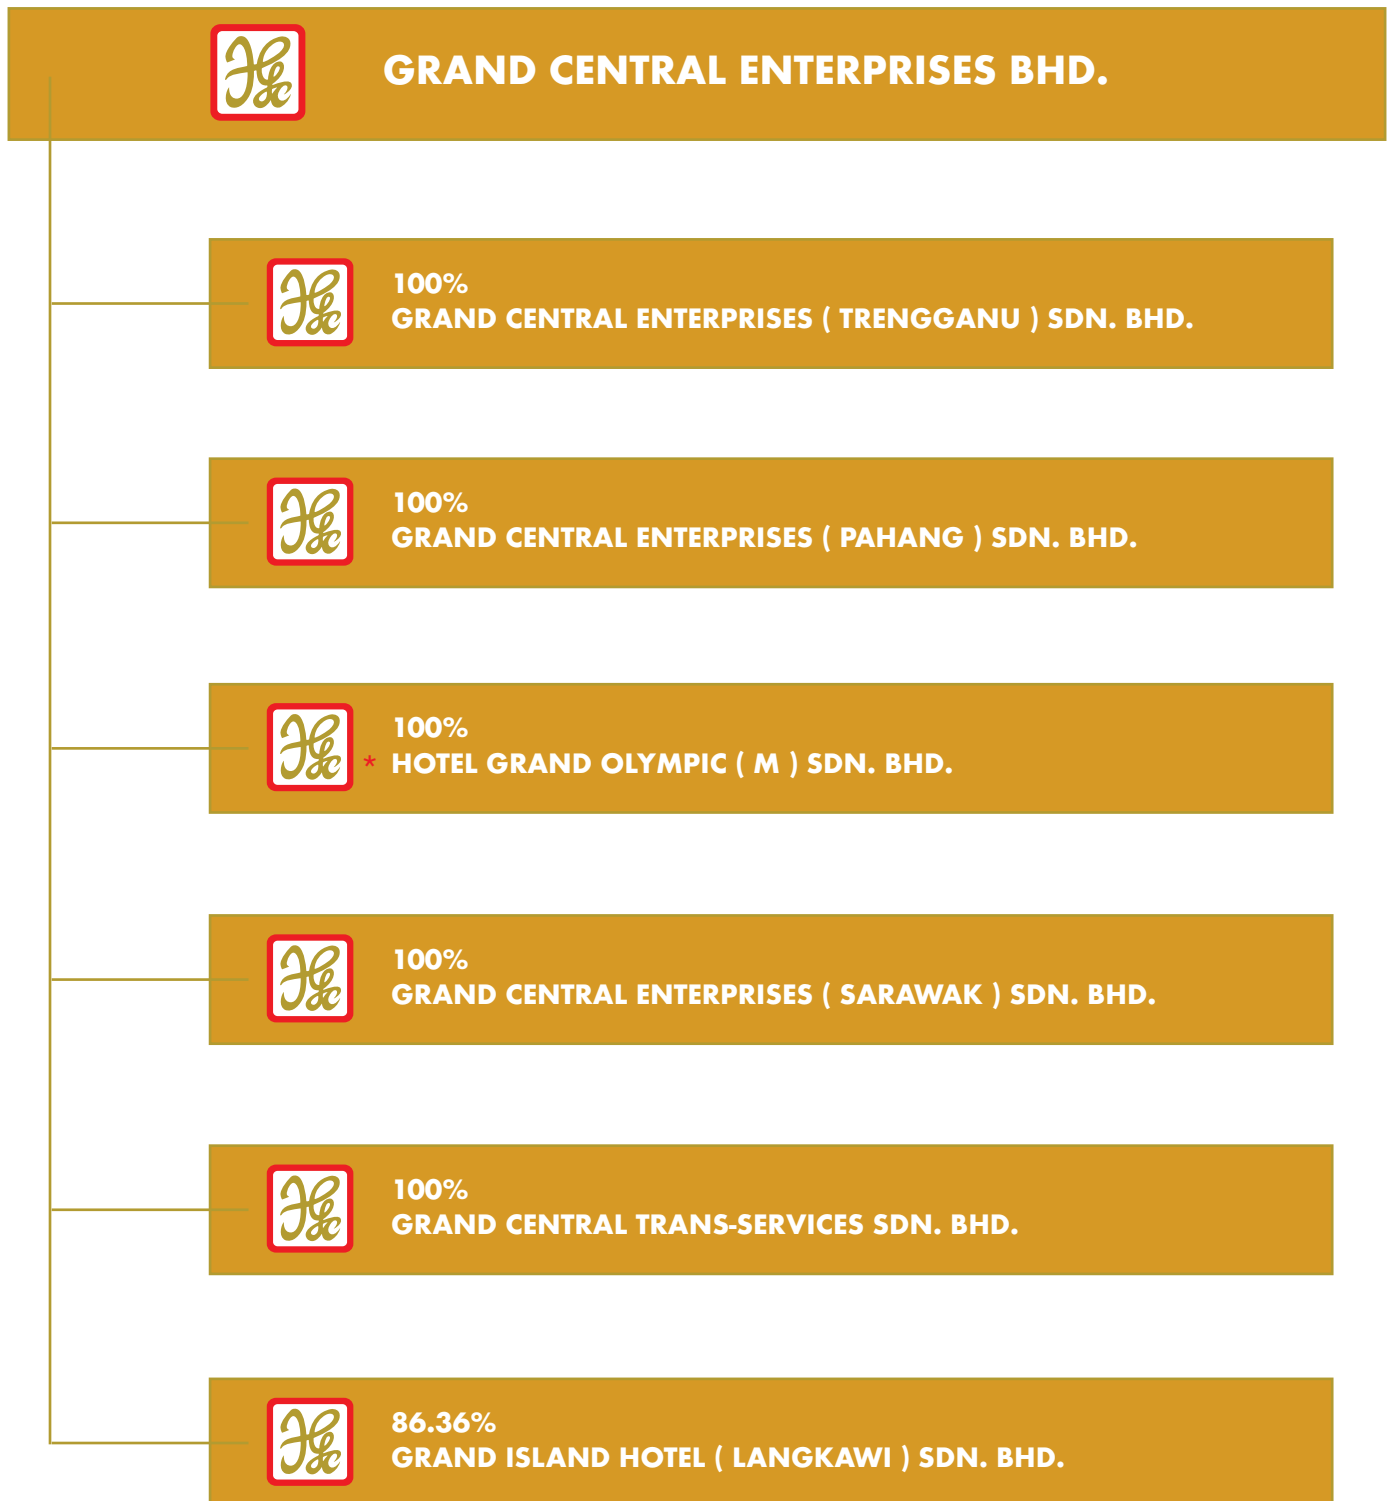 GRAND CENTRAL ENTERPRISES BHD.
100%
GRAND CENTRAL ENTERPRISES ( TRENGGANU ) SDN. BHD.
100%
GRAND CENTRAL ENTERPRISES ( PAHANG ) SDN. BHD.
100%
* HOTEL GRAND OLYMPIC ( M ) SDN. BHD.
100%
GRAND CENTRAL ENTERPRISES ( SARAWAK ) SDN. BHD.
100%
GRAND CENTRAL TRANS-SERVICES SDN. BHD.
86.36%
GRAND ISLAND HOTEL ( LANGKAWI ) SDN. BHD.